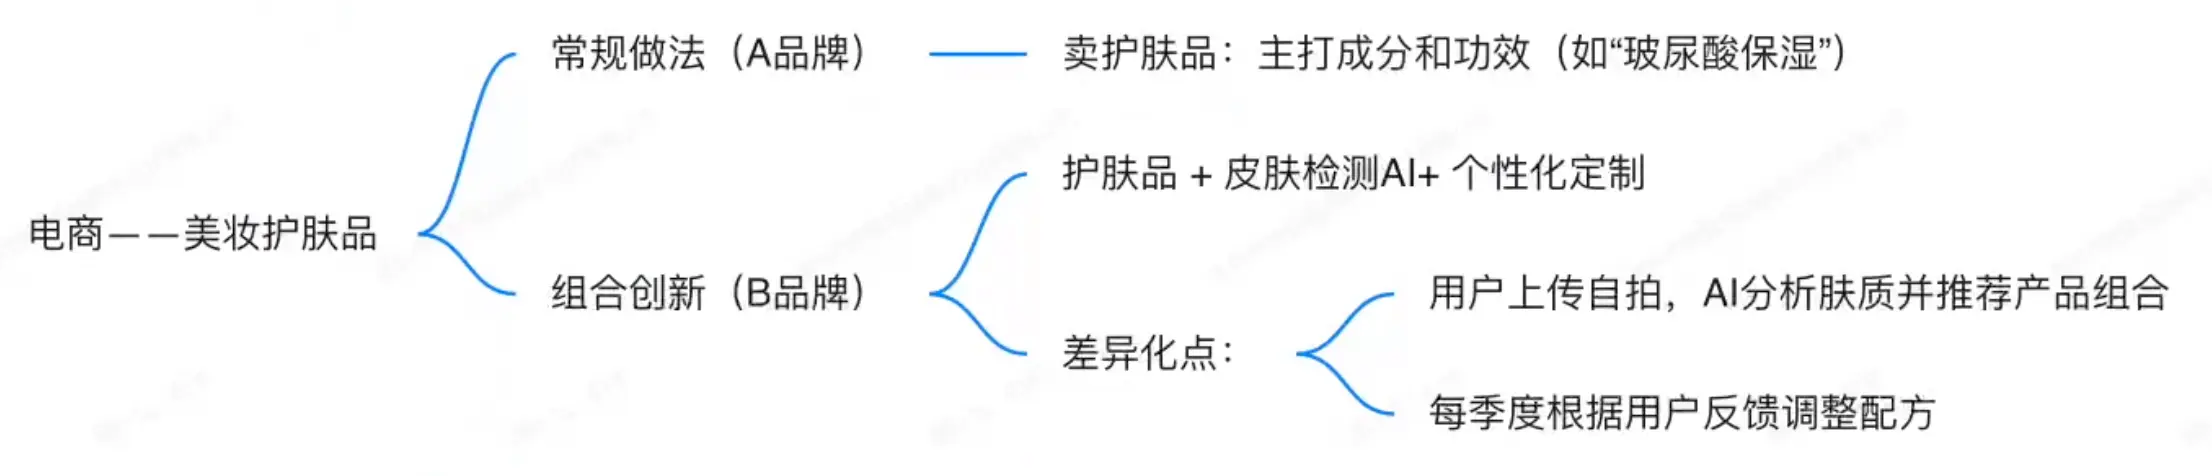 电商——美妆护肤品
常规做法（A品牌）
卖护肤品：主打成分和功效（如“玻尿酸保湿”）
组合创新（B品牌）
护肤品 + 皮肤检测AI+ 个性化定制
差异化点：
用户上传自拍，AI分析肤质并推荐产品组合
每季度根据用户反馈调整配方